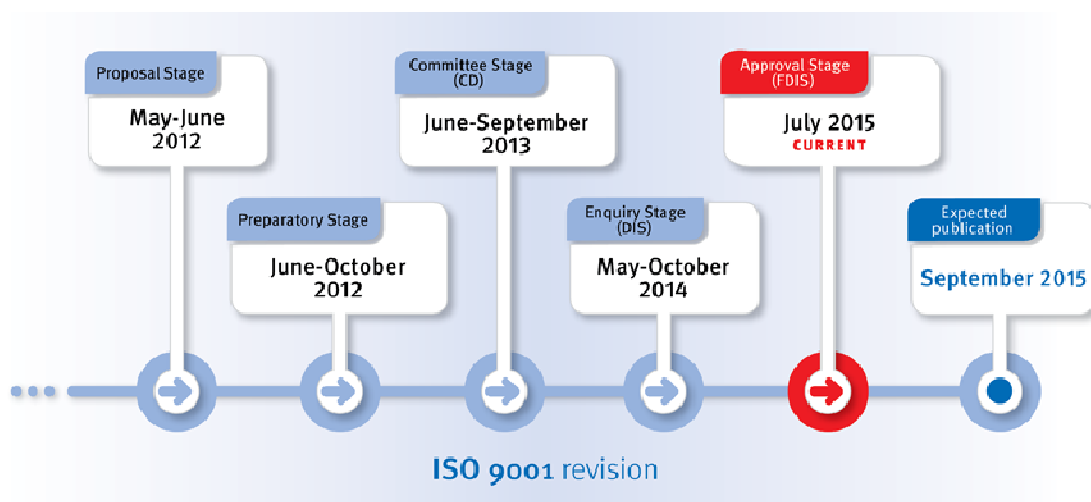 Proposal Stage
May-June
2012
Preparatory Stage
June-October
2012
Committee Stage
(CD)
June-September
2013
Enquiry Stage
(DIS)
May-October
2014
Approval Stage
(FDIS)
July 2015
CURRENT
Expected
publication
September 2015
ISO 9001 revision